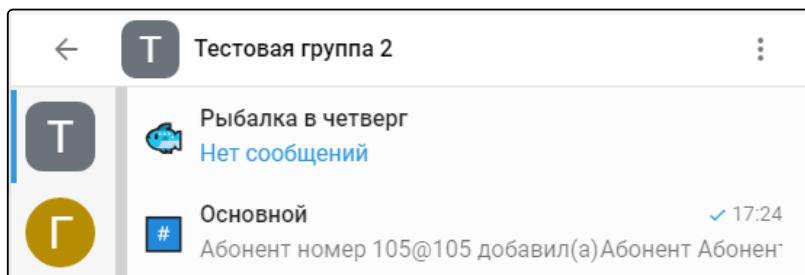 Т Тестовая группа 2
Т
Рыбалка в четверг
Нет сообщений
Г
#
Основной 17:24
Абонент номер 105@105 добавил(а)Абонент Абонент